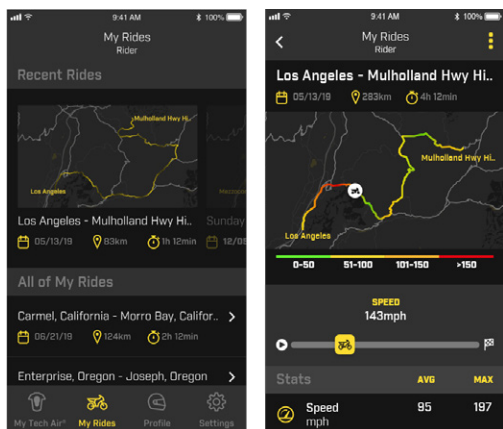 9:41 AM
100%
My Rides
Rider
Recent Rides
Mulholland Hwy Hi..
Los Angeles
Los Angeles - Mulholland Hwy Hi..
Sunday
05/13/19
83km
1h 12min
All of My Rides
Carmel, California - Morro Bay, Califor..
06/21/19
124km
2h 12min
Enterprise, Oregon - Joseph, Oregon
My Tech Air®
My Rides
Profile
Settings
9:41 AM
100%
My Rides
Rider
Los Angeles - Mulholland Hwy Hi..
05/13/19
283km
4h 12min
Mulholland Hwy Hi..
Los Angeles
0-50
51-100
101-150
>150
SPEED
143mph
Stats
AVG
MAX
Speed
95
197
mph